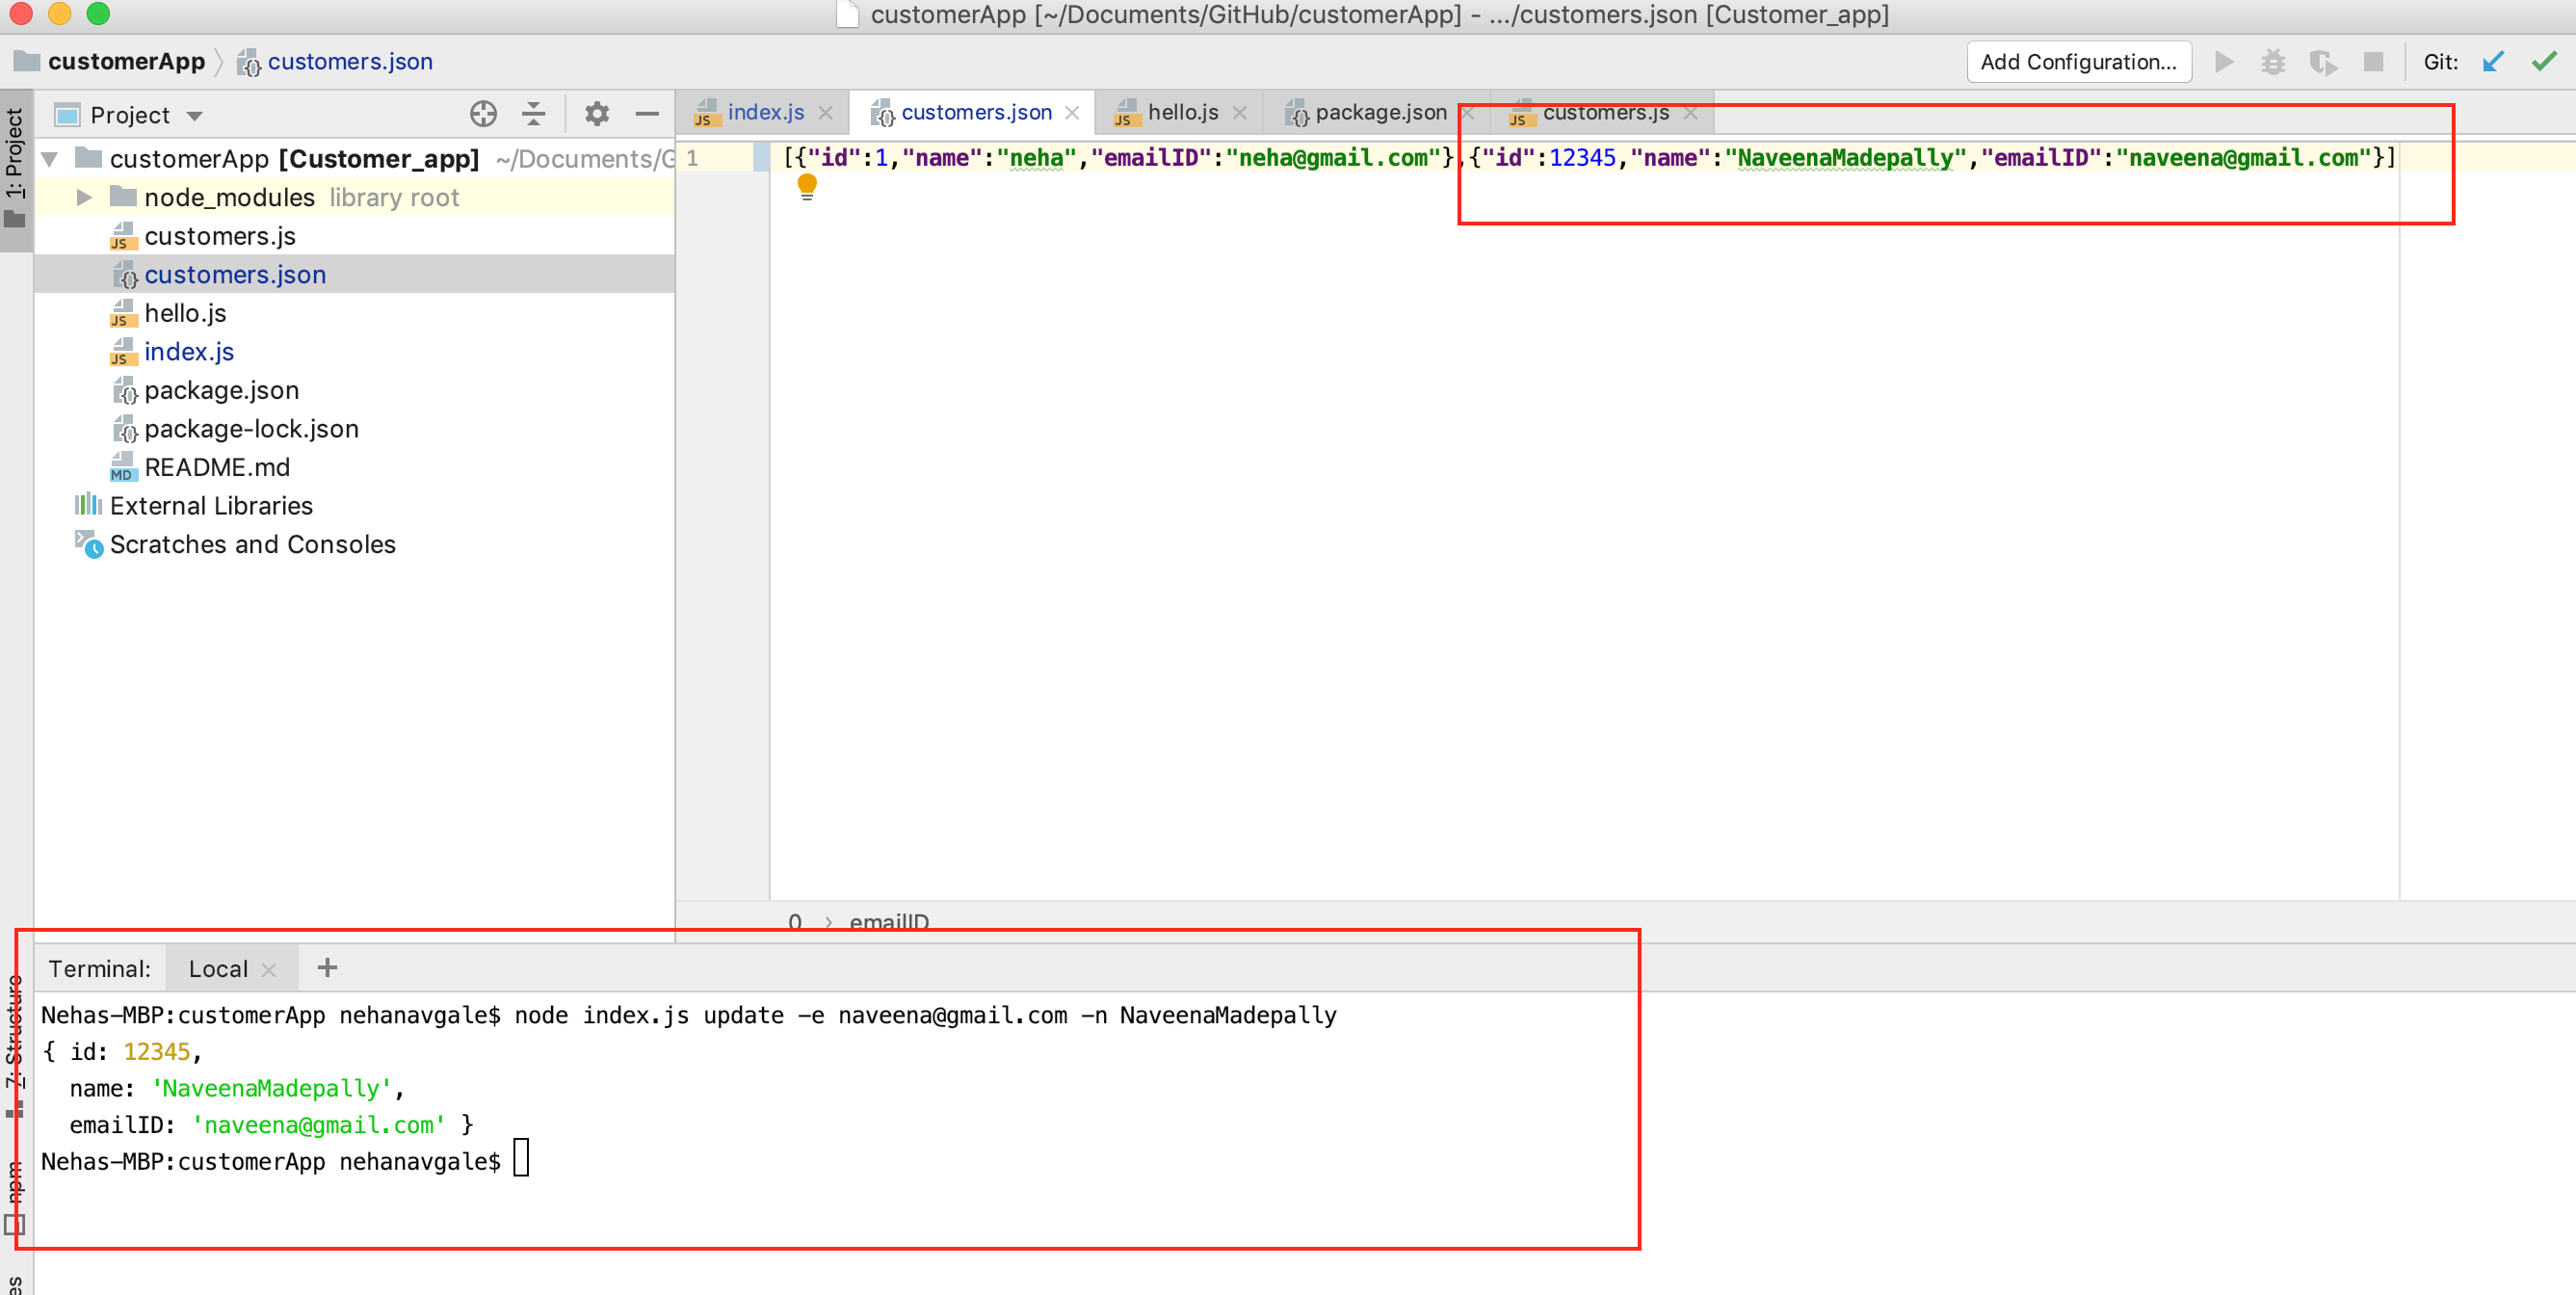 customerApp [~/Documents/GitHub/customerApp] - .../customers.json [Customer_app]
customerApp customers.json
Add Configuration...
Git:
1: Project
Project
index.js
customers.json
hello.js
package.json
customers.js
customerApp [Customer_app] ~/Documents/G
node_modules library root
customers.js
customers.json
hello.js
index.js
package.json
package-lock.json
README.md
External Libraries
Scratches and Consoles
1
[{"id":1,"name":"neha","emailID":"neha@gmail.com"},{"id":12345,"name":"NaveenaMadepally","emailID":"naveena@gmail.com"}]
0 › emailID
7: Structure
npm
es
Terminal: Local +
Nehas-MBP:customerApp nehanavgale$ node index.js update -e naveena@gmail.com -n NaveenaMadepally
{ id: 12345,
name: 'NaveenaMadepally',
emailID: 'naveena@gmail.com' }
Nehas-MBP:customerApp nehanavgale$